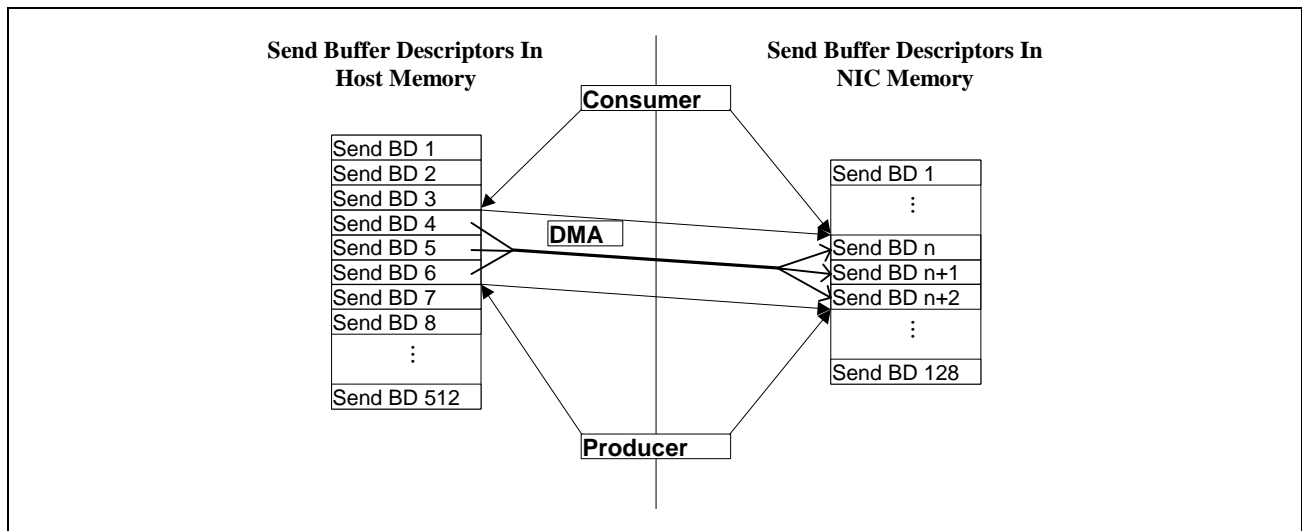 Send Buffer Descriptors In
Host Memory
Send Buffer Descriptors In
NIC Memory
Consumer
Send BD 1
Send BD 2
Send BD 3
Send BD 4
Send BD 5
Send BD 6
Send BD 7
Send BD 8
⋮
Send BD 512
DMA
Send BD 1
⋮
Send BD n
Send BD n+1
Send BD n+2
⋮
Send BD 128
Producer